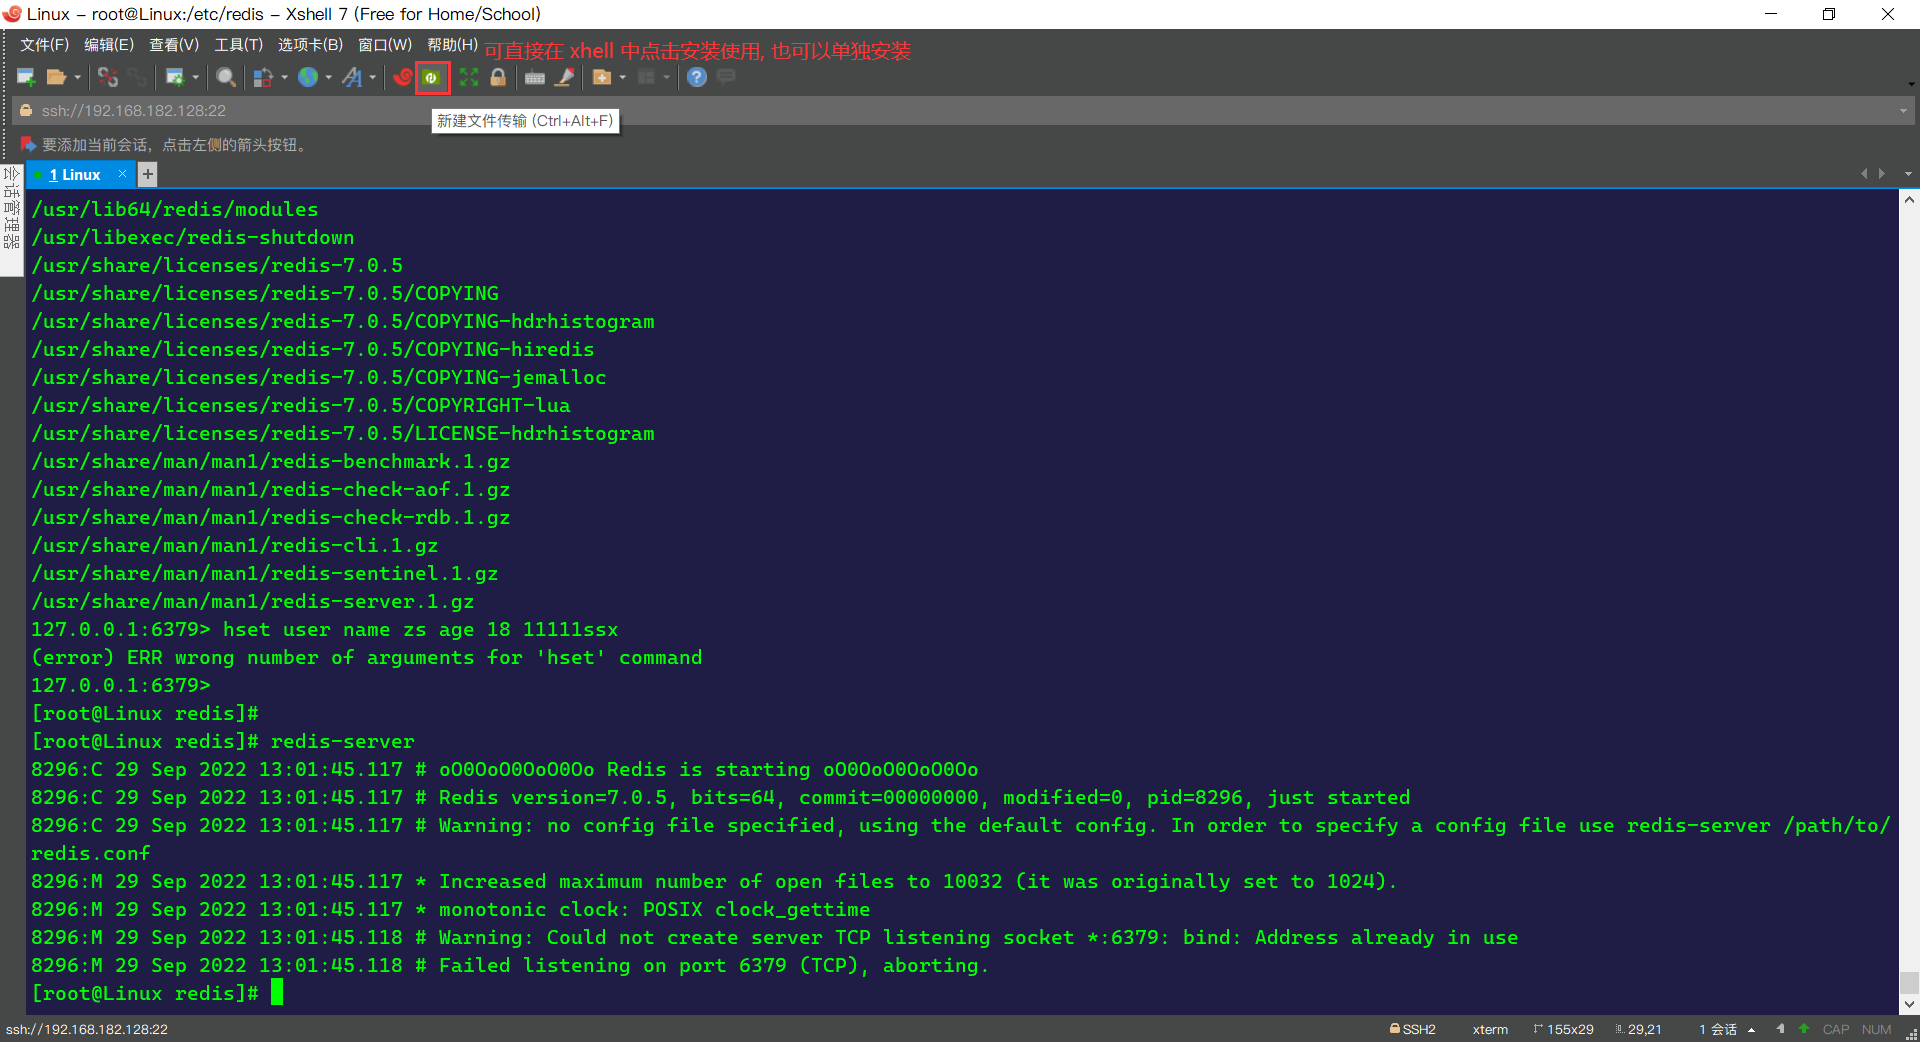 Linux - root@Linux:/etc/redis - Xshell 7 (Free for Home/School)
文件(F) 编辑(E) 查看(V) 工具(T) 选项卡(B) 窗口(W) 帮助(H) 可直接在 xhell 中点击安装使用, 也可以单独安装
ssh://192.168.182.128:22
新建文件传输 (Ctrl+Alt+F)
要添加当前会话，点击左侧的箭头按钮。
会话管理器
1 Linux × +
/usr/lib64/redis/modules
/usr/libexec/redis-shutdown
/usr/share/licenses/redis-7.0.5
/usr/share/licenses/redis-7.0.5/COPYING
/usr/share/licenses/redis-7.0.5/COPYING-hdrhistogram
/usr/share/licenses/redis-7.0.5/COPYING-hiredis
/usr/share/licenses/redis-7.0.5/COPYING-jemalloc
/usr/share/licenses/redis-7.0.5/COPYRIGHT-lua
/usr/share/licenses/redis-7.0.5/LICENSE-hdrhistogram
/usr/share/man/man1/redis-benchmark.1.gz
/usr/share/man/man1/redis-check-aof.1.gz
/usr/share/man/man1/redis-check-rdb.1.gz
/usr/share/man/man1/redis-cli.1.gz
/usr/share/man/man1/redis-sentinel.1.gz
/usr/share/man/man1/redis-server.1.gz
127.0.0.1:6379> hset user name zs age 18 11111ssx
(error) ERR wrong number of arguments for 'hset' command
127.0.0.1:6379>
[root@Linux redis]#
[root@Linux redis]# redis-server
8296:C 29 Sep 2022 13:01:45.117 # oO0OoO0OoO0Oo Redis is starting oO0OoO0OoO0Oo
8296:C 29 Sep 2022 13:01:45.117 # Redis version=7.0.5, bits=64, commit=00000000, modified=0, pid=8296, just started
8296:C 29 Sep 2022 13:01:45.117 # Warning: no config file specified, using the default config. In order to specify a config file use redis-server /path/to/
redis.conf
8296:M 29 Sep 2022 13:01:45.117 * Increased maximum number of open files to 10032 (it was originally set to 1024).
8296:M 29 Sep 2022 13:01:45.117 * monotonic clock: POSIX clock_gettime
8296:M 29 Sep 2022 13:01:45.118 # Warning: Could not create server TCP listening socket *:6379: bind: Address already in use
8296:M 29 Sep 2022 13:01:45.118 # Failed listening on port 6379 (TCP), aborting.
[root@Linux redis]#
ssh://192.168.182.128:22 SSH2 xterm 155x29 29,21 1 会话 CAP NUM